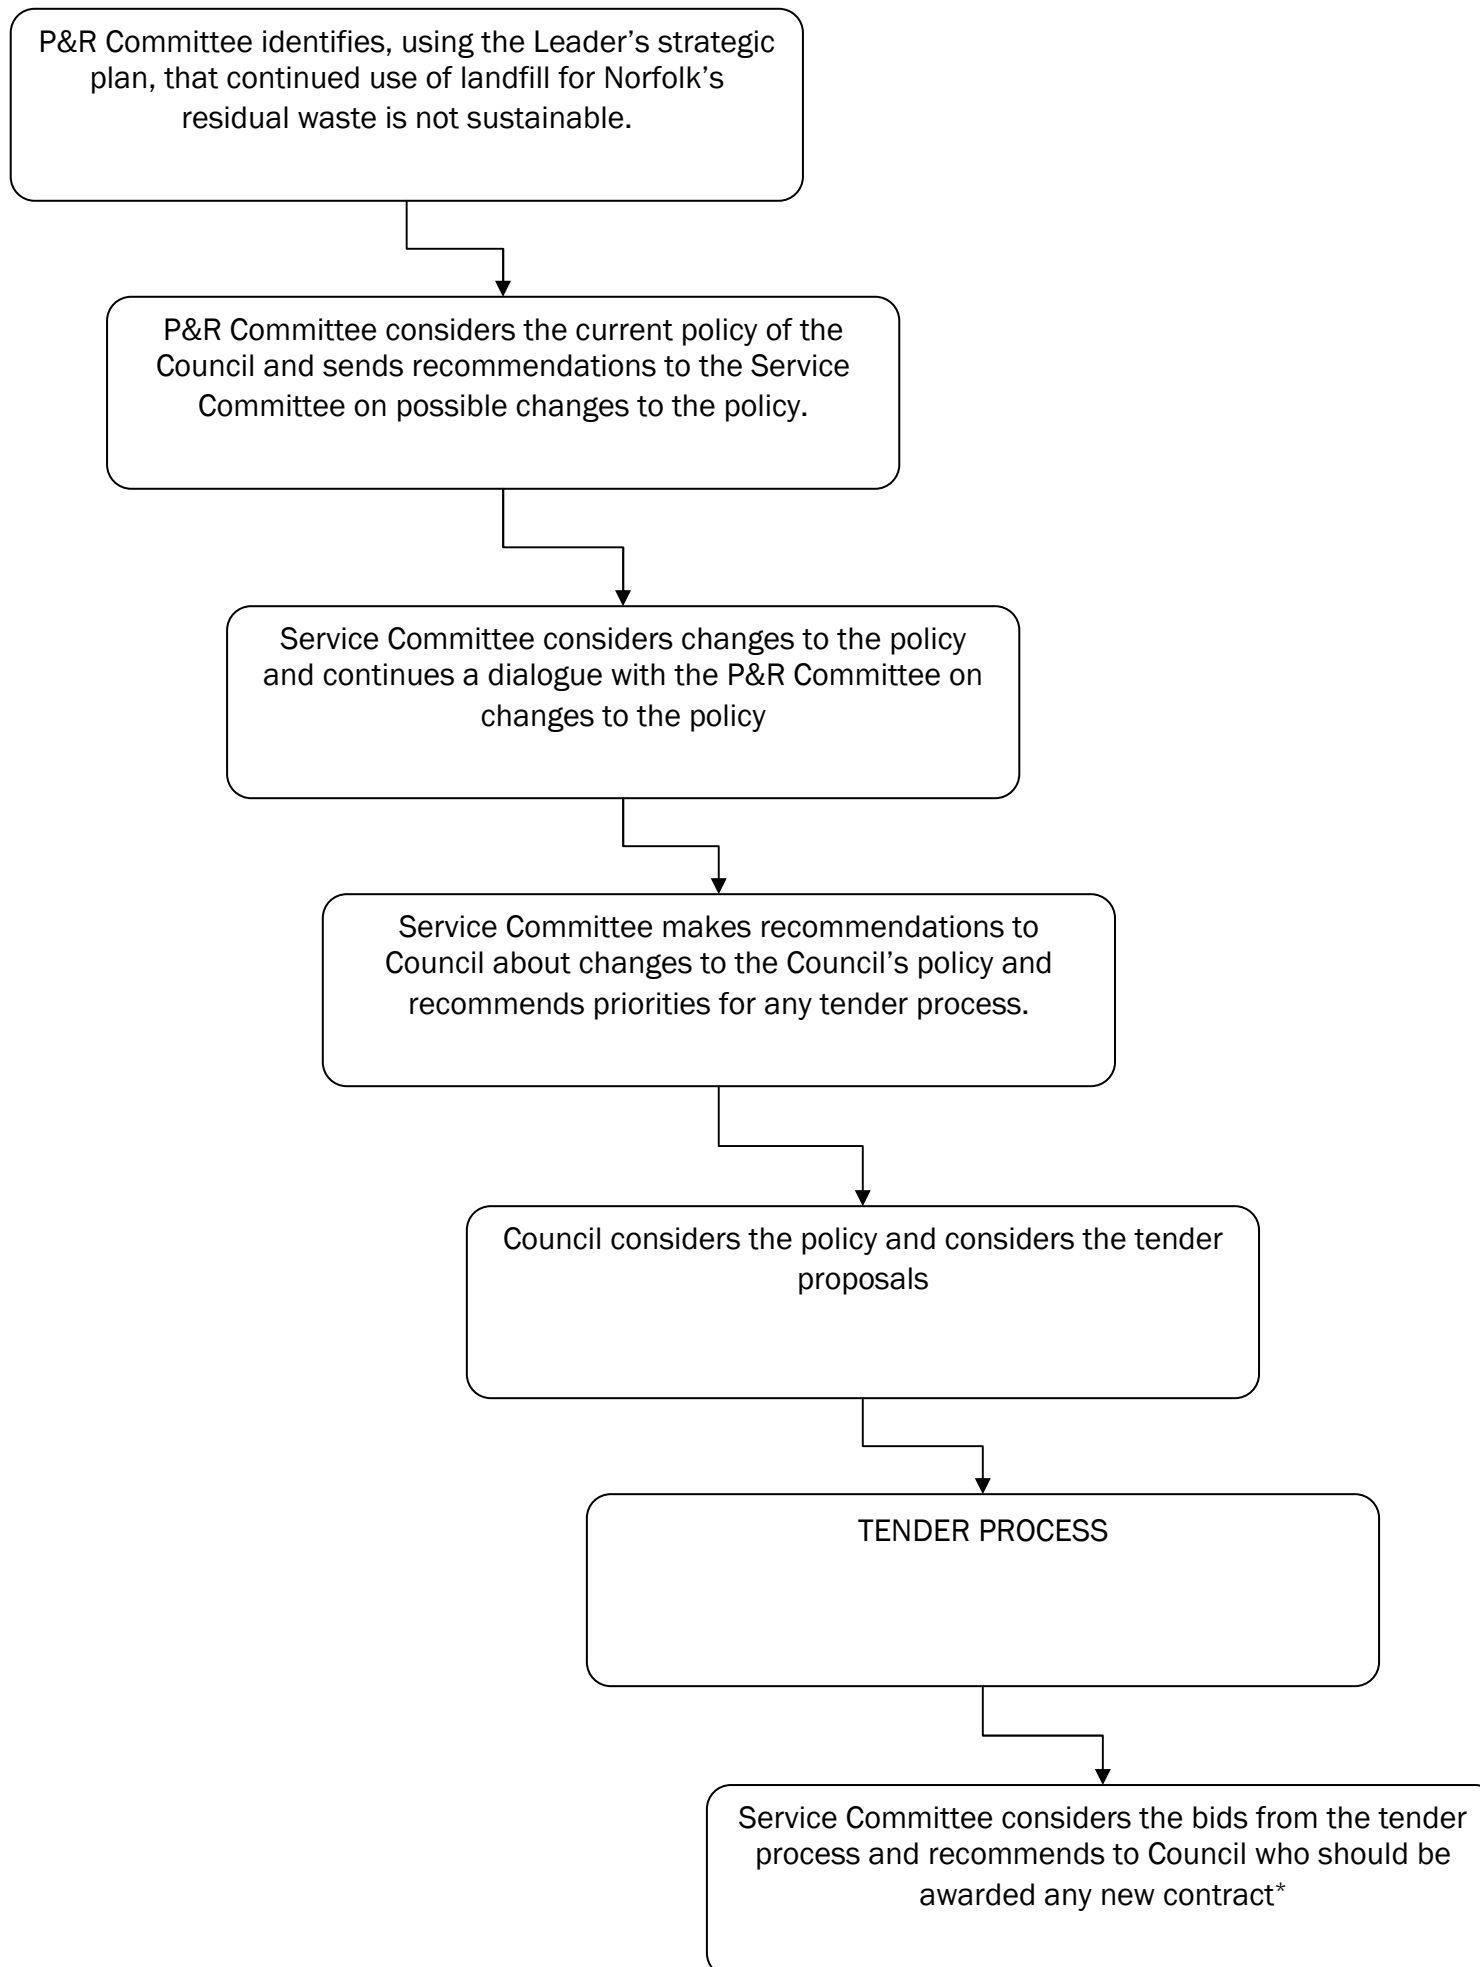 P&R Committee identifies, using the Leader’s strategic
plan, that continued use of landfill for Norfolk’s
residual waste is not sustainable.
P&R Committee considers the current policy of the
Council and sends recommendations to the Service
Committee on possible changes to the policy.
Service Committee considers changes to the policy
and continues a dialogue with the P&R Committee on
changes to the policy
Service Committee makes recommendations to
Council about changes to the Council’s policy and
recommends priorities for any tender process.
Council considers the policy and considers the tender
proposals
TENDER PROCESS
Service Committee considers the bids from the tender
process and recommends to Council who should be
awarded any new contract*